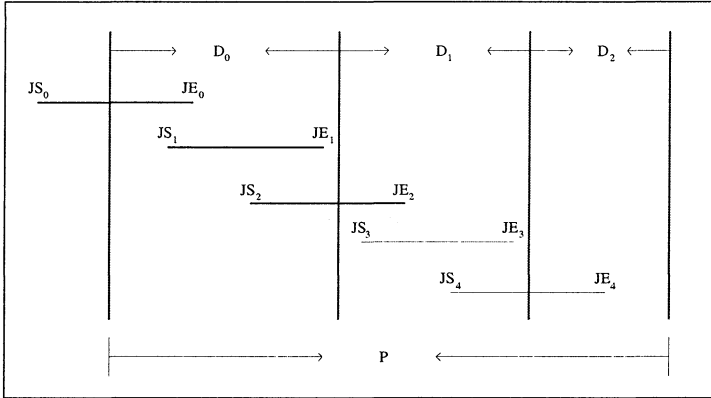 D₀ D₁ D₂
JS₀ JE₀
JS₁ JE₁
JS₂ JE₂
JS₃ JE₃
JS₄ JE₄
P